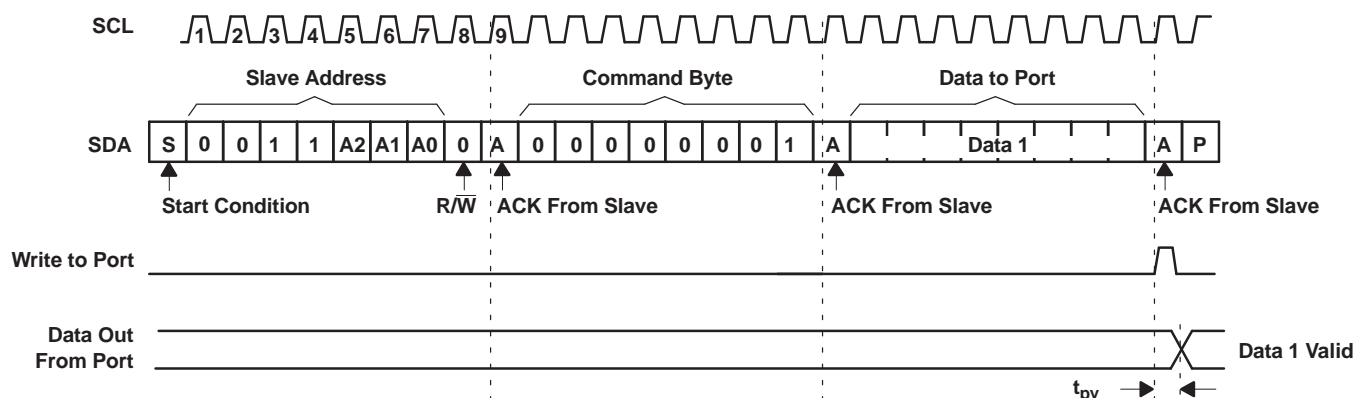 SCL
1 2 3 4 5 6 7 8 9
Slave Address Command Byte Data to Port
SDA S 0 0 1 1 A2 A1 A0 0 A 0 0 0 0 0 0 0 1 A Data 1 A P
Start Condition R/W̅ ACK From Slave ACK From Slave ACK From Slave
Write to Port
Data Out
From Port
Data 1 Valid
tpv